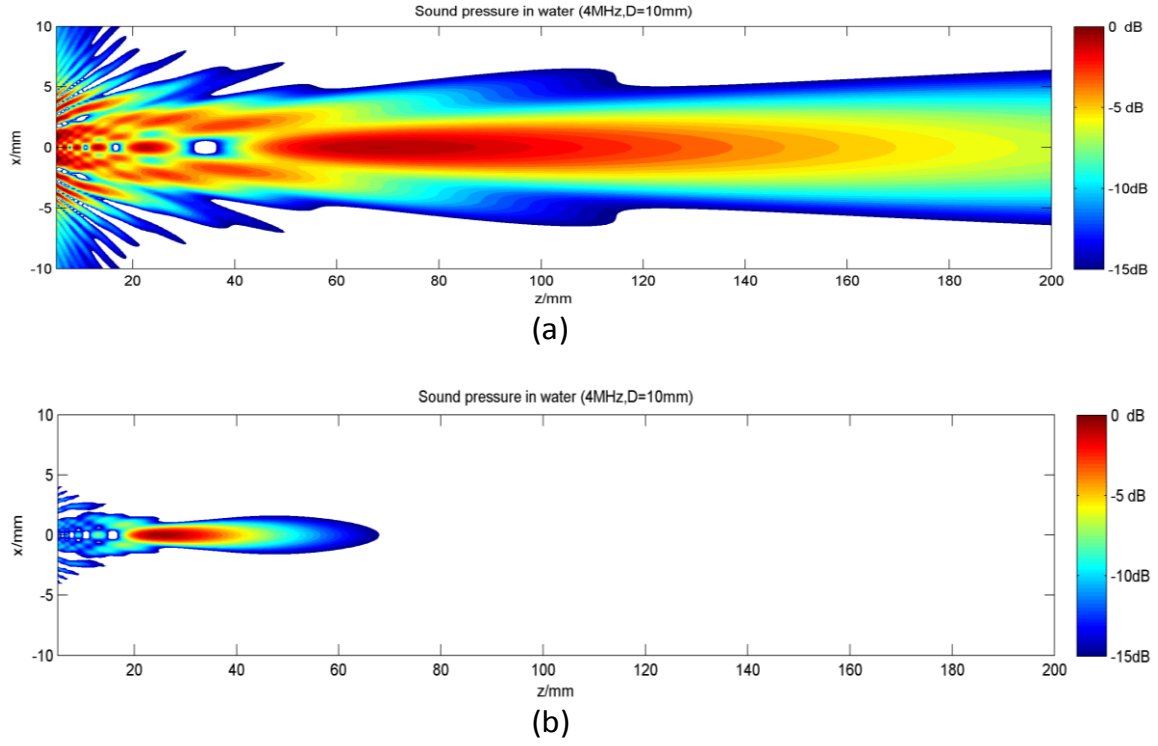 Sound pressure in water (4MHz,D=10mm)
10
5
0
-5
-10
x/mm
20 40 60 80 100 120 140 160 180 200
z/mm
0 dB
-5 dB
-10dB
-15dB
(a)
Sound pressure in water (4MHz,D=10mm)
10
5
0
-5
-10
x/mm
20 40 60 80 100 120 140 160 180 200
z/mm
0 dB
-5dB
-10dB
-15dB
(b)